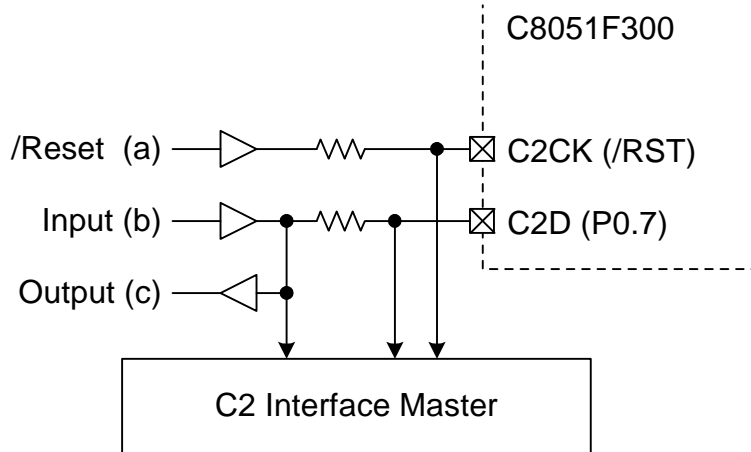 C8051F300
/Reset (a)
C2CK (/RST)
Input (b)
C2D (P0.7)
Output (c)
C2 Interface Master